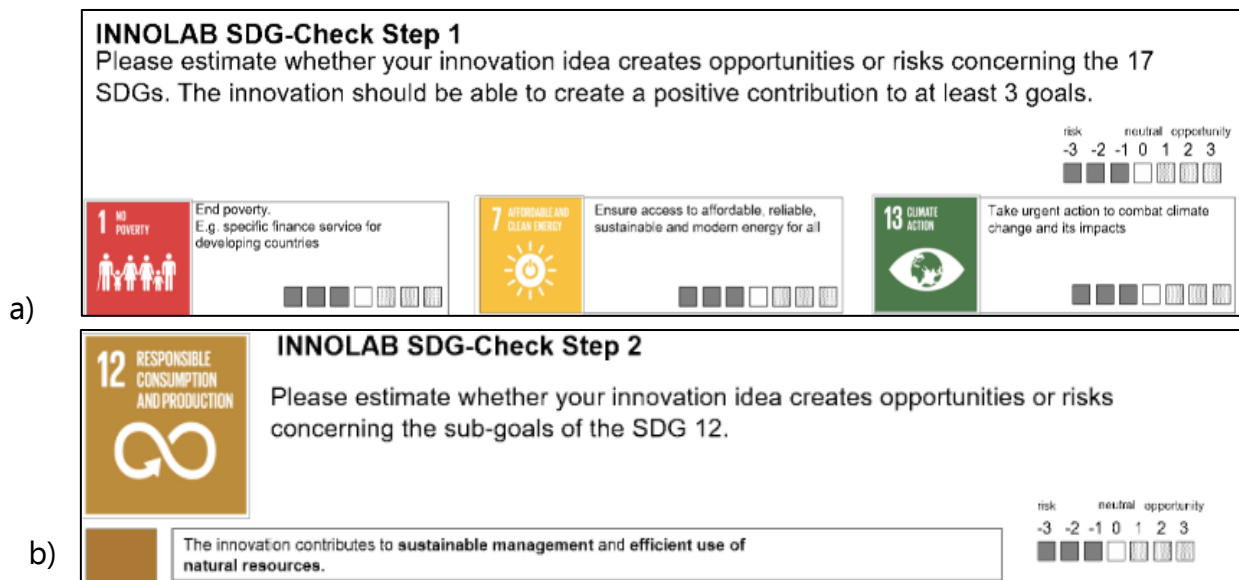 INNOLAB SDG-Check Step 1
Please estimate whether your innovation idea creates opportunities or risks concerning the 17
SDGs. The innovation should be able to create a positive contribution to at least 3 goals.
risk neutral opportunity
-3 -2 -1 0 1 2 3
1 NO
POVERTY
End poverty.
E.g. specific finance service for
developing countries
7 AFFORDABLE AND
CLEAN ENERGY
Ensure access to affordable, reliable,
sustainable and modern energy for all
13 CLIMATE
ACTION
Take urgent action to combat climate
change and its impacts
a)
12 RESPONSIBLE
CONSUMPTION
AND PRODUCTION
INNOLAB SDG-Check Step 2
Please estimate whether your innovation idea creates opportunities or risks
concerning the sub-goals of the SDG 12.
risk neutral opportunity
-3 -2 -1 0 1 2 3
b)
The innovation contributes to sustainable management and efficient use of
natural resources.